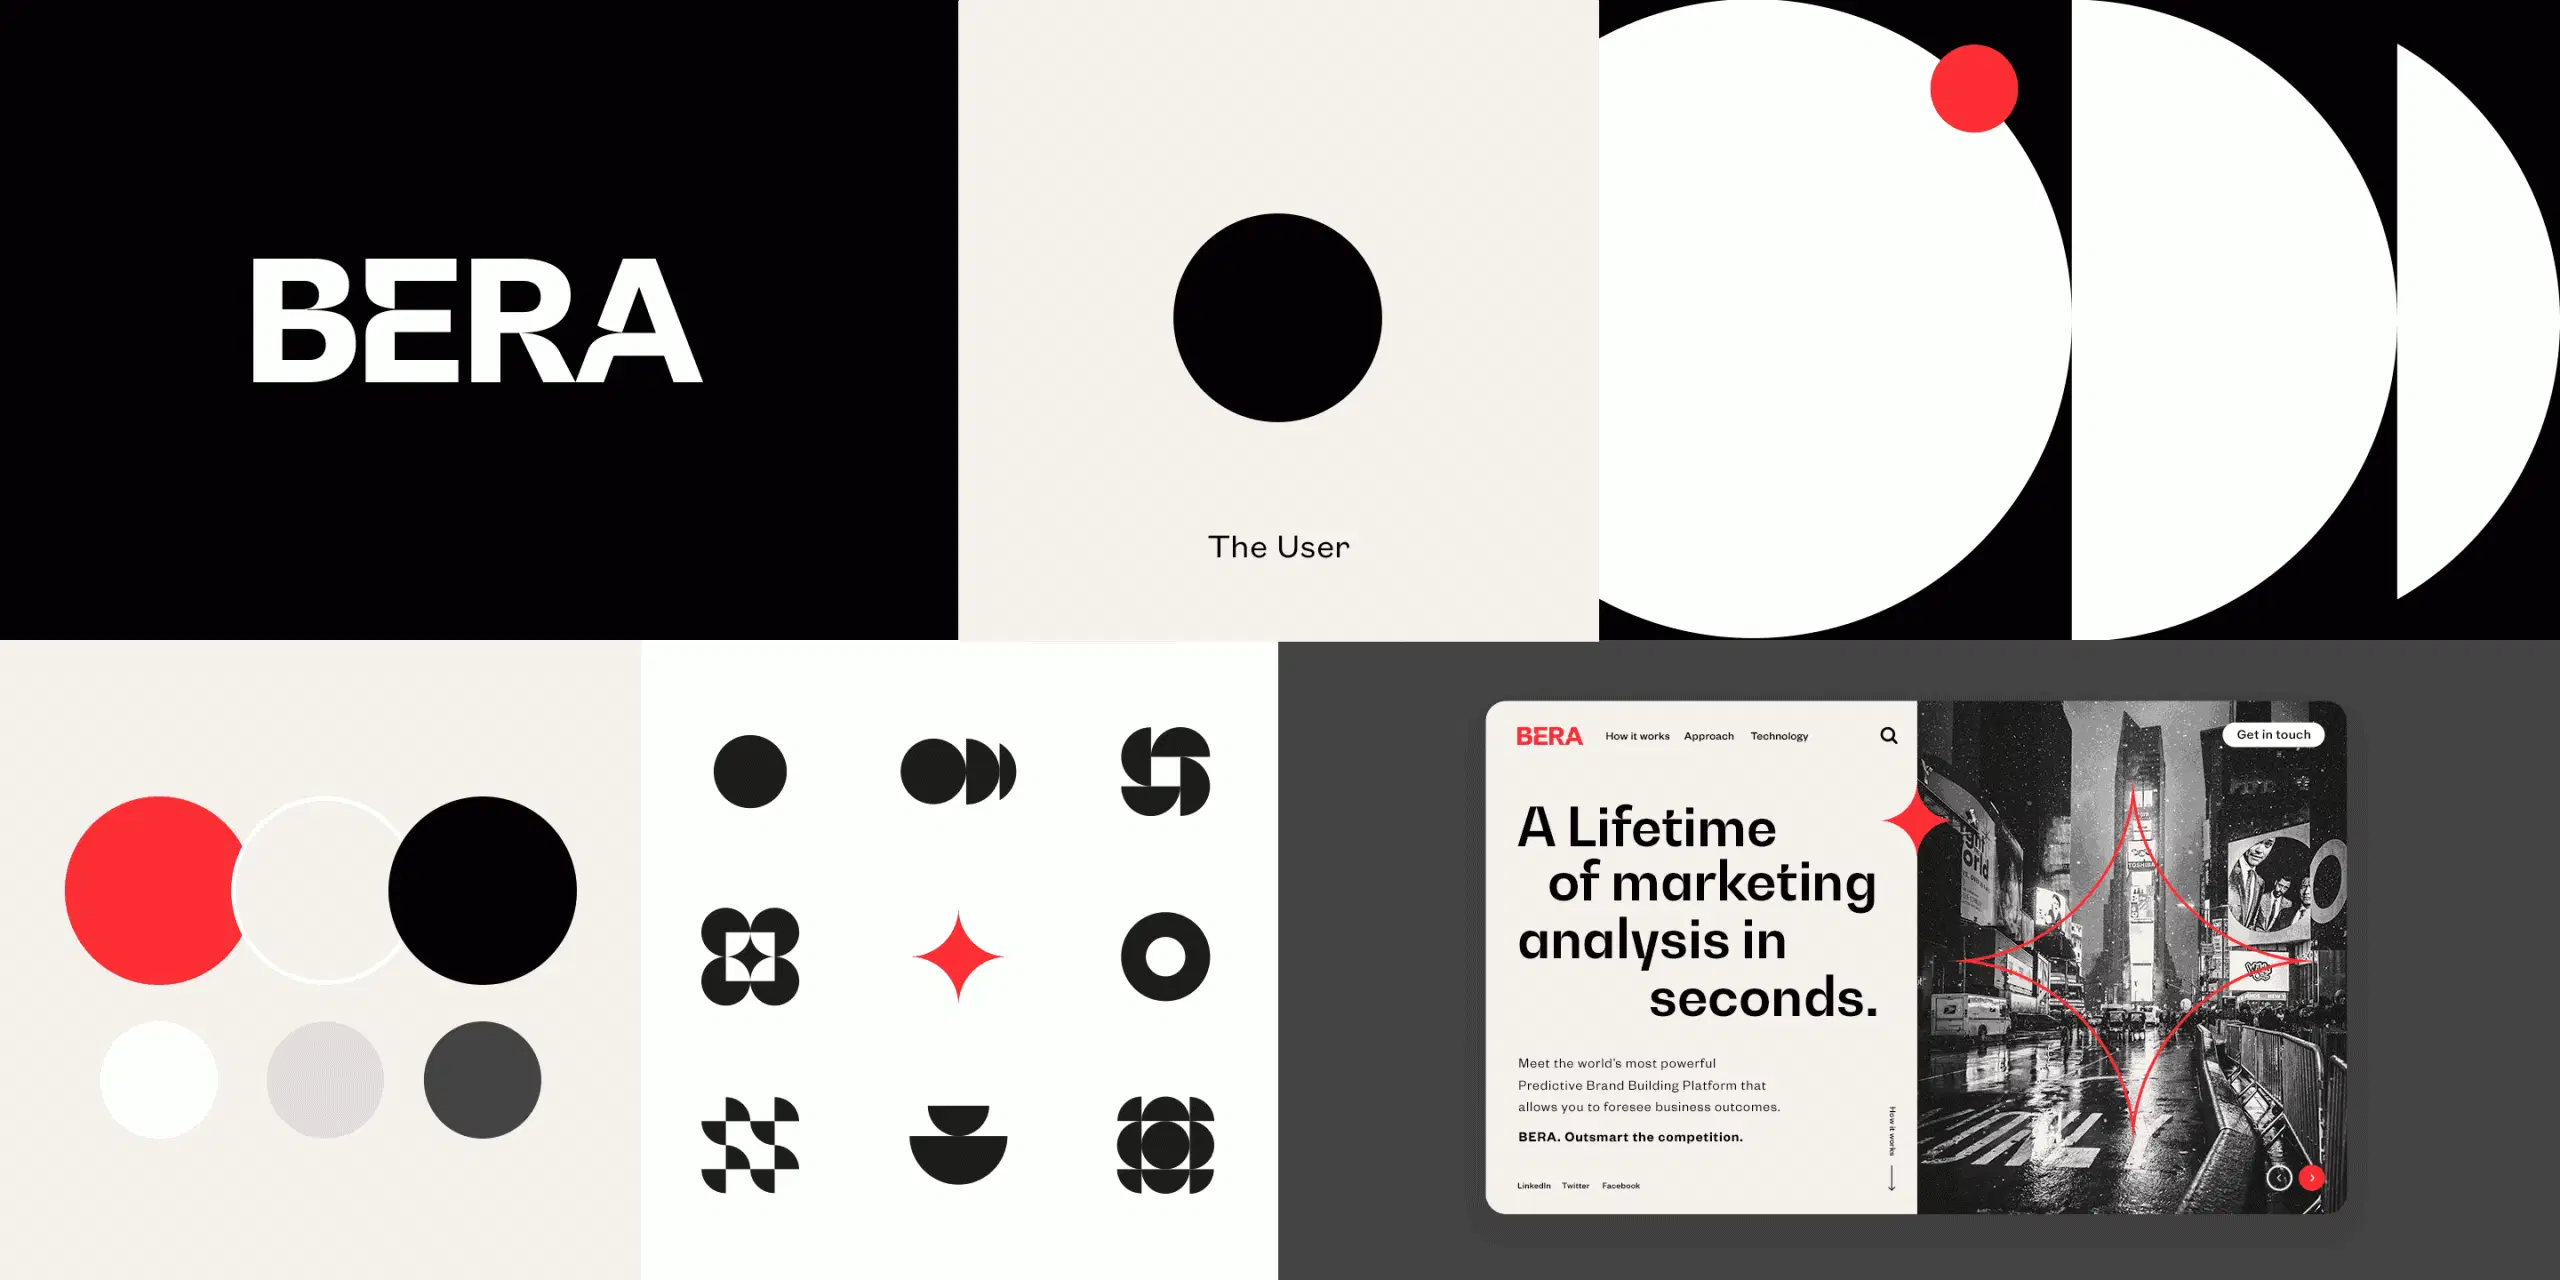 BERA
The User
BERA How it works Approach Technology
Get in touch
A Lifetime
of marketing
analysis in
seconds.
Meet the world's most powerful
Predictive Brand Building Platform that
allows you to foresee business outcomes.
BERA. Outsmart the competition.
How it works
LinkedIn Twitter Facebook
TOSHIBA
ONLY